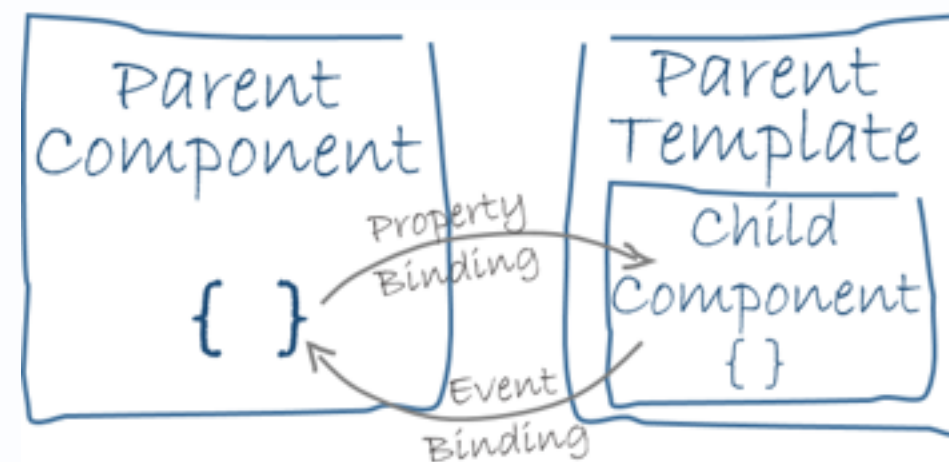 Parent
Component
{ }
Property
Binding
Event
Binding
Parent
Template
Child
Component
{ }